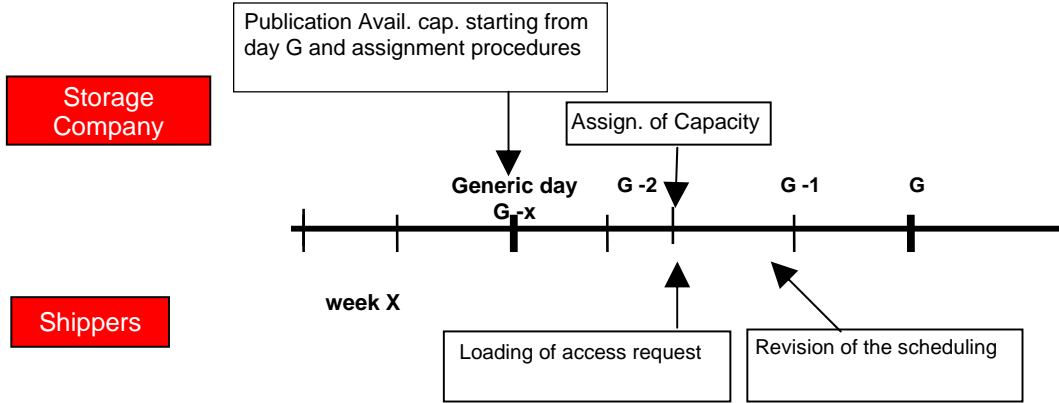 Publication Avail. cap. starting from
day G and assignment procedures
Storage
Company
Assign. of Capacity
Generic day
G -x
G -2
G -1
G
week X
Shippers
Loading of access request
Revision of the scheduling